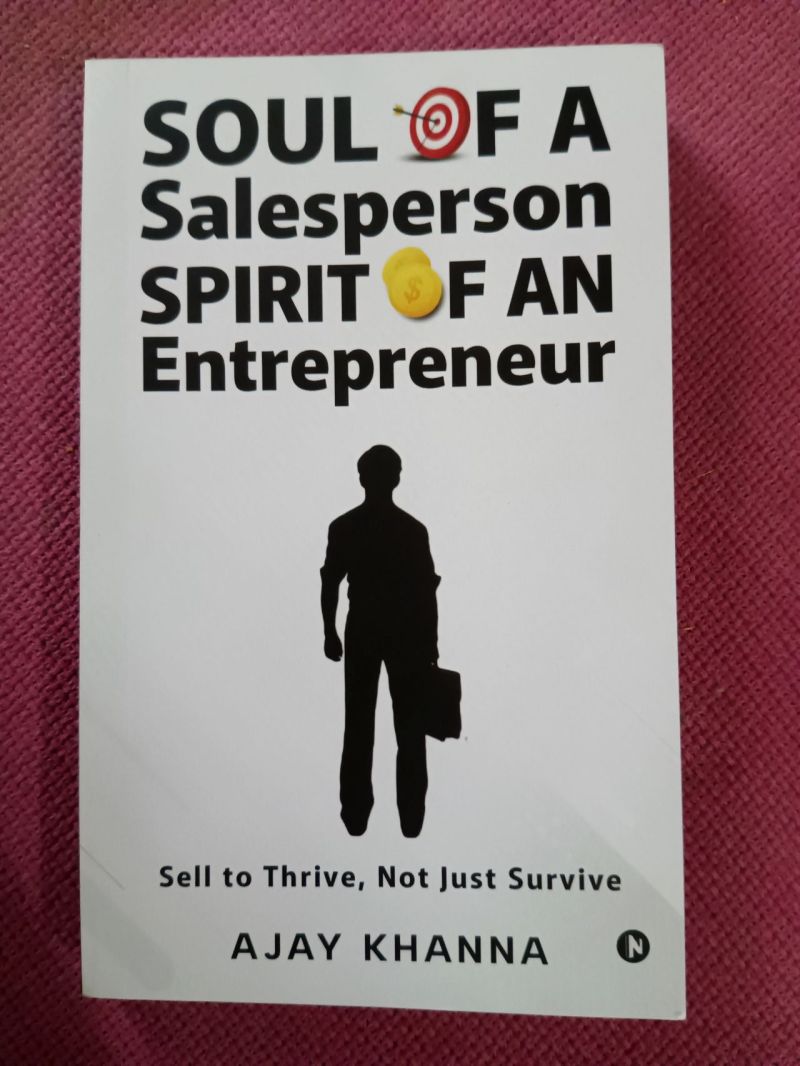 SOUL OF A
Salesperson
SPIRIT OF AN
Entrepreneur
$
Sell to Thrive, Not Just Survive
AJAY KHANNA
N